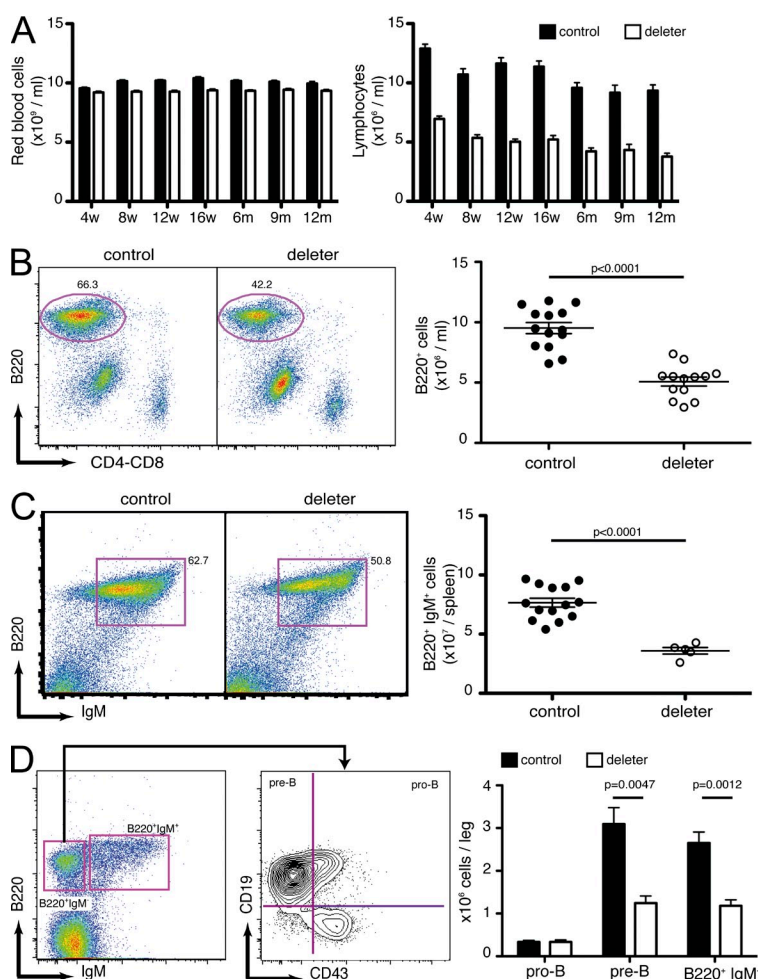 A
Red blood cells
(x10⁹ / ml)
15
10
5
0
4w 8w 12w 16w 6m 9m 12m
Lymphocytes
(x10⁶ / ml)
15
10
5
0
4w 8w 12w 16w 6m 9m 12m
control deleter
B
control deleter
66.3
42.2
B220
CD4-CD8
B220⁺ cells
(x10⁶ / ml)
15
10
5
0
p<0.0001
control deleter
C
control deleter
62.7
50.8
B220
IgM
B220⁺ IgM⁺ cells
(x10⁷ / spleen)
15
10
5
0
p<0.0001
control deleter
D
B220⁺IgM⁺
B220⁺IgM⁻
B220
IgM
pre-B pro-B
CD19
CD43
control deleter
x10⁶ cells / leg
4
3
2
1
0
p=0.0047 p=0.0012
pro-B pre-B B220⁺ IgM⁺